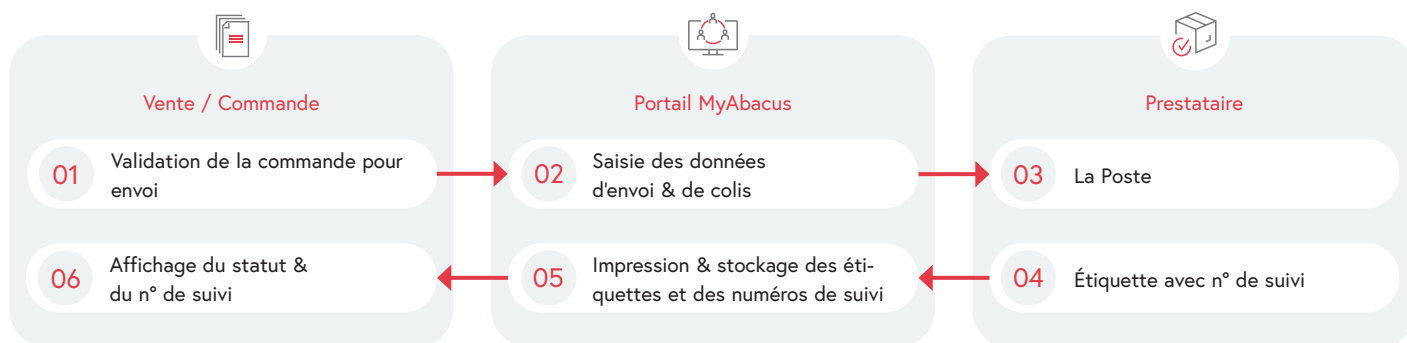 Vente / Commande
Portail MyAbacus
Prestataire
01
Validation de la commande pour
envoi
02
Saisie des données
d'envoi & de colis
03
La Poste
06
Affichage du statut &
du n° de suivi
05
Impression & stockage des éti-
quettes et des numéros de suivi
04
Étiquette avec n° de suivi